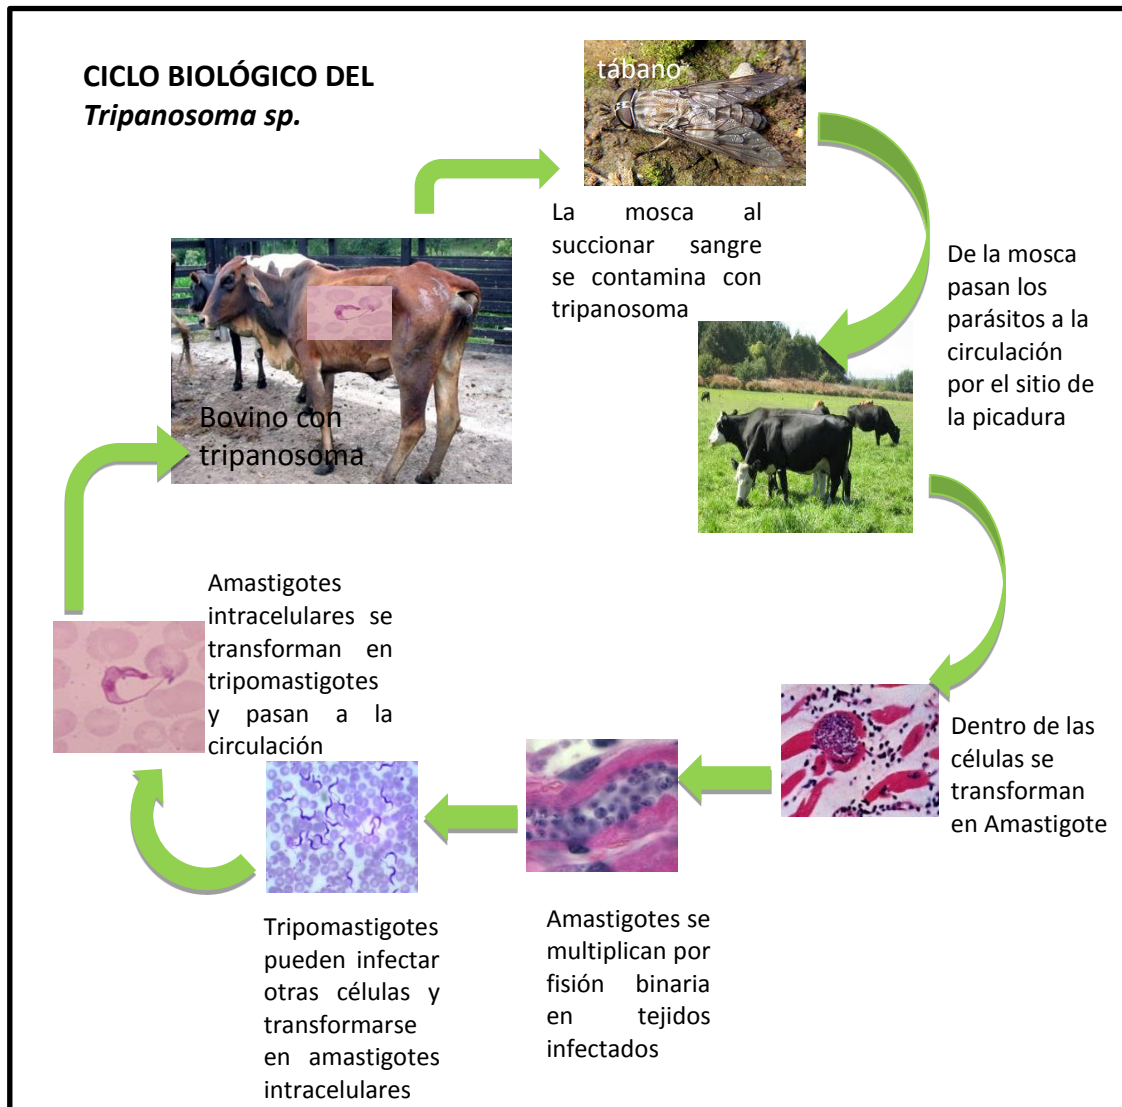 CICLO BIOLÓGICO DEL
Tripanosoma sp.
tábano
La mosca al
succionar sangre
se contamina con
tripanosoma
De la mosca
pasan los
parásitos a la
circulación
por el sitio de
la picadura
Bovino con
tripanosoma
Amastigotes
intracelulares se
transforman en
tripomastigotes
y pasan a la
circulación
Dentro de las
células se
transforman
en Amastigote
Amastigotes se
multiplican por
fisión binaria
en tejidos
infectados
Tripomastigotes
pueden infectar
otras células y
transformarse
en amastigotes
intracelulares